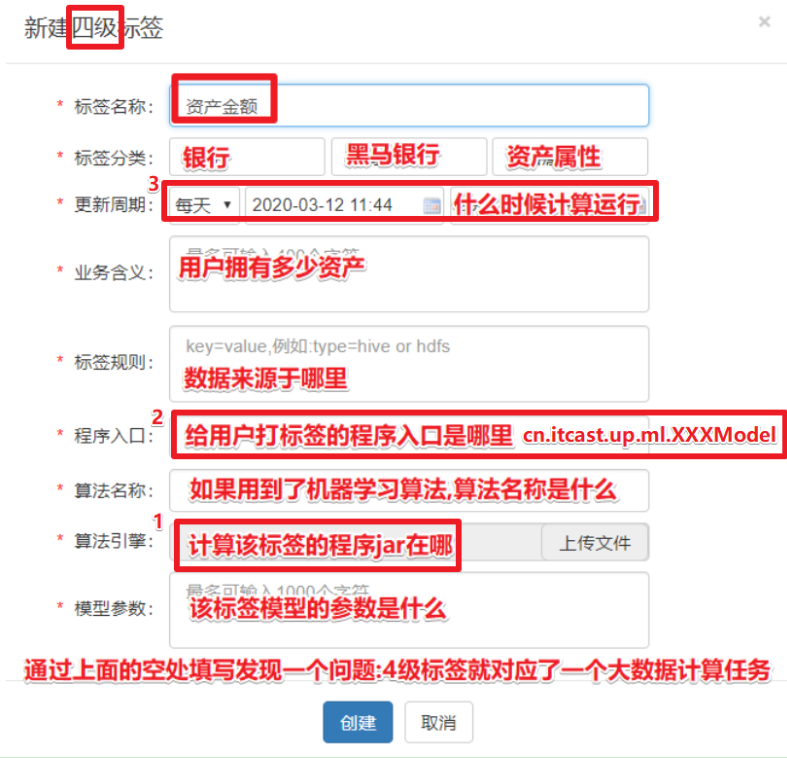 新建四级标签 ×
* 标签名称： 资产金额
* 标签分类： 银行 黑马银行 资产属性
3
* 更新周期： 每天 ▼ 2020-03-12 11:44 什么时候计算运行
最多可输入400个字符
* 业务含义： 用户拥有多少资产
key=value,例如:type=hive or hdfs
* 标签规则： 数据来源于哪里
2
* 程序入口： 给用户打标签的程序入口是哪里 cn.itcast.up.ml.XXXModel
* 算法名称： 如果用到了机器学习算法,算法名称是什么
1
* 算法引擎： 计算该标签的程序jar在哪 上传文件
最多可输入1000个字符
* 模型参数： 该标签模型的参数是什么
通过上面的空处填写发现一个问题:4级标签就对应了一个大数据计算任务
创建 取消